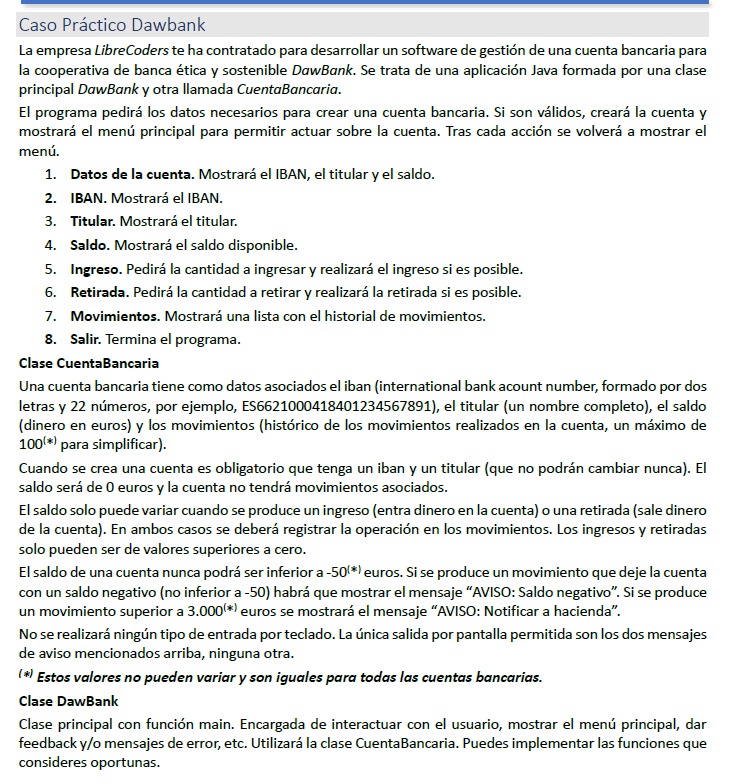 Caso Práctico Dawbank
La empresa LibreCoders te ha contratado para desarrollar un software de gestión de una cuenta bancaria para
la cooperativa de banca ética y sostenible DawBank. Se trata de una aplicación Java formada por una clase
principal DawBank y otra llamada CuentaBancaria.
El programa pedirá los datos necesarios para crear una cuenta bancaria. Si son válidos, creará la cuenta y
mostrará el menú principal para permitir actuar sobre la cuenta. Tras cada acción se volverá a mostrar el
menú.
1. Datos de la cuenta. Mostrará el IBAN, el titular y el saldo.
2. IBAN. Mostrará el IBAN.
3. Titular. Mostrará el titular.
4. Saldo. Mostrará el saldo disponible.
5. Ingreso. Pedirá la cantidad a ingresar y realizará el ingreso si es posible.
6. Retirada. Pedirá la cantidad a retirar y realizará la retirada si es posible.
7. Movimientos. Mostrará una lista con el historial de movimientos.
8. Salir. Termina el programa.
Clase CuentaBancaria
Una cuenta bancaria tiene como datos asociados el iban (international bank acount number, formado por dos
letras y 22 números, por ejemplo, ES6621000418401234567891), el titular (un nombre completo), el saldo
(dinero en euros) y los movimientos (histórico de los movimientos realizados en la cuenta, un máximo de
100(*) para simplificar).
Cuando se crea una cuenta es obligatorio que tenga un iban y un titular (que no podrán cambiar nunca). El
saldo será de 0 euros y la cuenta no tendrá movimientos asociados.
El saldo solo puede variar cuando se produce un ingreso (entra dinero en la cuenta) o una retirada (sale dinero
de la cuenta). En ambos casos se deberá registrar la operación en los movimientos. Los ingresos y retiradas
solo pueden ser de valores superiores a cero.
El saldo de una cuenta nunca podrá ser inferior a -50(*) euros. Si se produce un movimiento que deje la cuenta
con un saldo negativo (no inferior a -50) habrá que mostrar el mensaje “AVISO: Saldo negativo”. Si se produce
un movimiento superior a 3.000(*) euros se mostrará el mensaje “AVISO: Notificar a hacienda”.
No se realizará ningún tipo de entrada por teclado. La única salida por pantalla permitida son los dos mensajes
de aviso mencionados arriba, ninguna otra.
(*) Estos valores no pueden variar y son iguales para todas las cuentas bancarias.
Clase DawBank
Clase principal con función main. Encargada de interactuar con el usuario, mostrar el menú principal, dar
feedback y/o mensajes de error, etc. Utilizará la clase CuentaBancaria. Puedes implementar las funciones que
consideres oportunas.